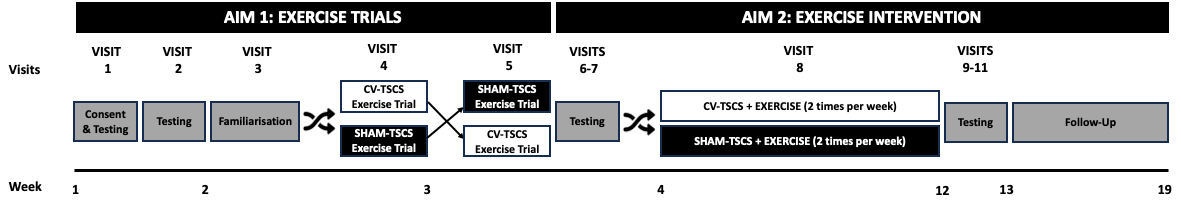 AIM 1: EXERCISE TRIALS
AIM 2: EXERCISE INTERVENTION
Visits
VISIT
1
VISIT
2
VISIT
3
VISIT
4
VISIT
5
VISITS
6-7
VISIT
8
VISITS
9-11
Consent
& Testing
Testing
Familiarisation
CV-TSCS
Exercise Trial
SHAM-TSCS
Exercise Trial
SHAM-TSCS
Exercise Trial
CV-TSCS
Exercise Trial
Testing
CV-TSCS + EXERCISE (2 times per week)
SHAM-TSCS + EXERCISE (2 times per week)
Testing
Follow-Up
Week
1
2
3
4
12
13
19